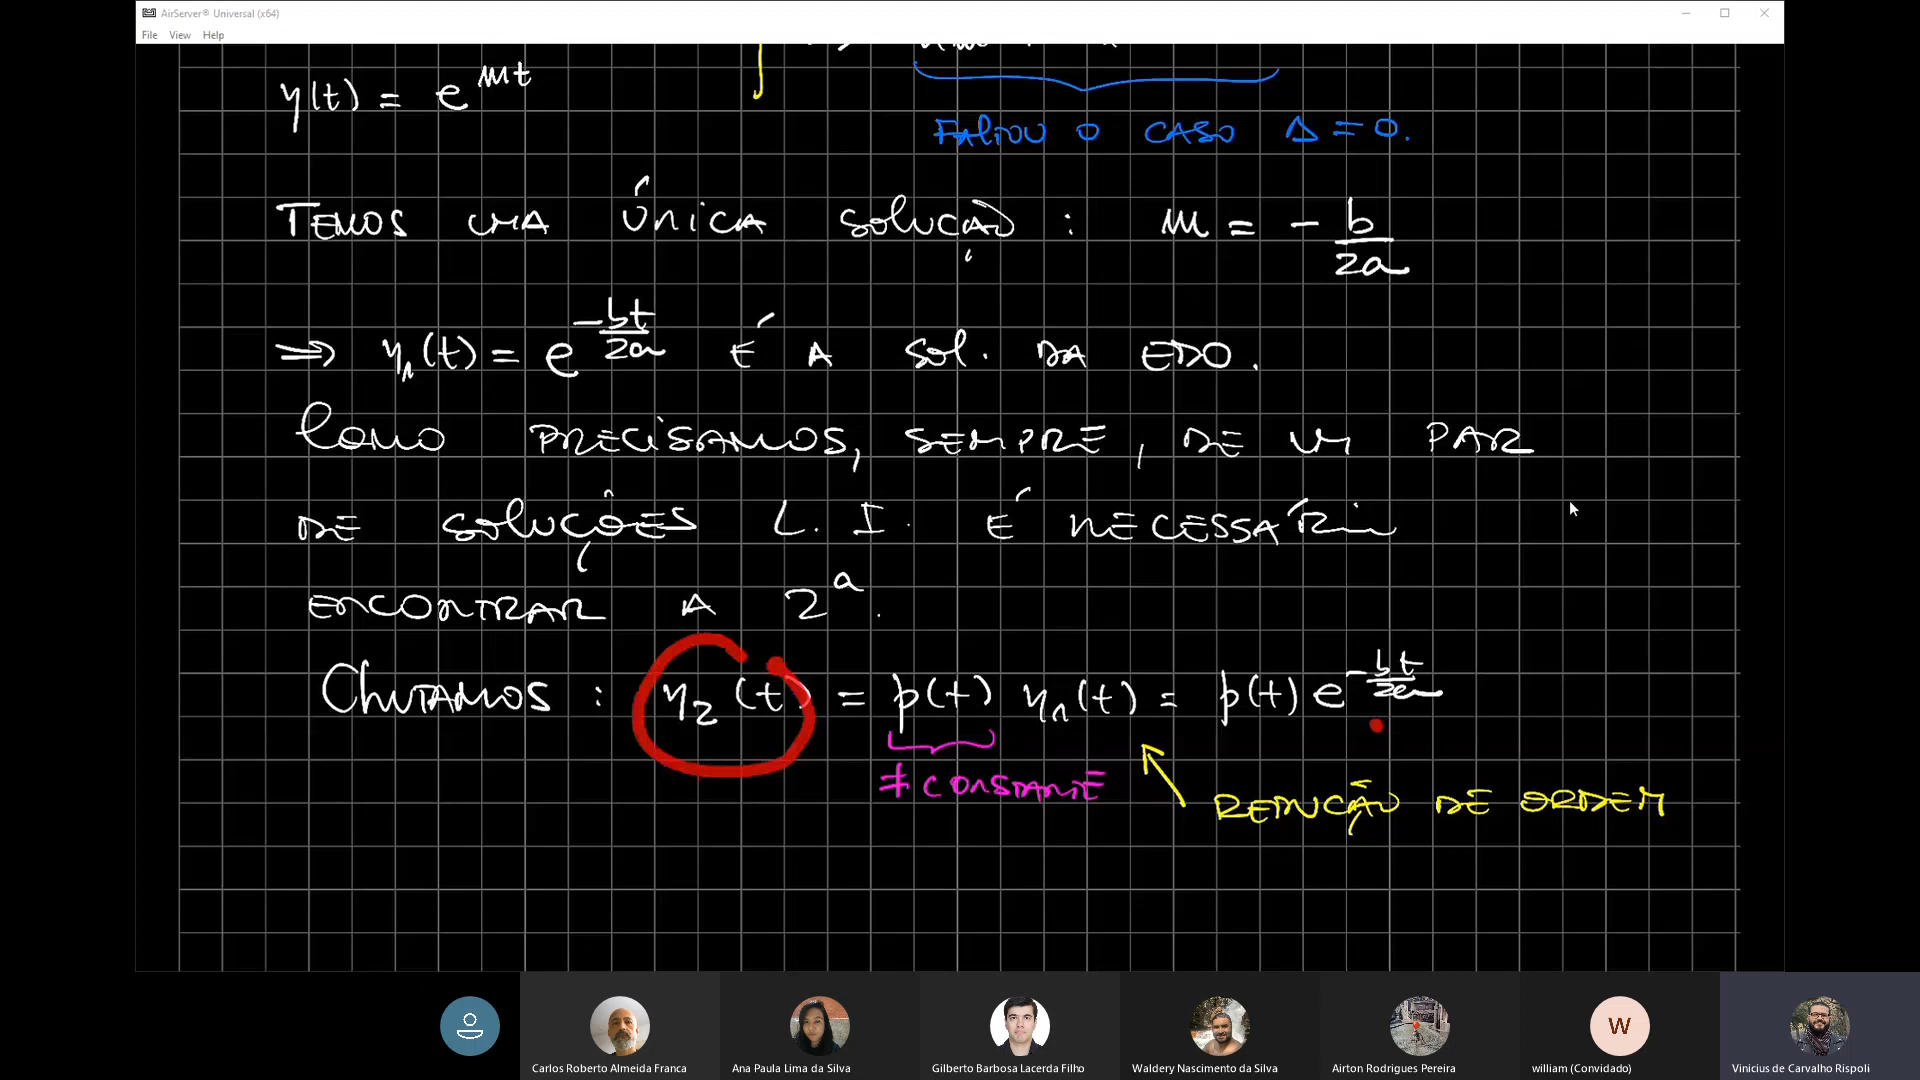 AirServer® Universal (x64)
File View Help
y(t) = e^{mt}
FALTOU O CASO Δ = 0.
TEMOS UMA ÚNICA SOLUÇÃO : m = - b/2a
⇒ y₁(t) = e^{-bt/2a} É A SOL. DA EDO.
COMO PRECISAMOS, SEMPRE, DE UM PAR
DE SOLUÇÕES L. I. É NECESSÁRIO
ENCONTRAR A 2ª.
CHUTAMOS : y₂(t) = p(t) y₁(t) = p(t) e^{-bt/2a}
≠ CONSTANTE
REDUÇÃO DE ORDEM
W
Carlos Roberto Almeida Franca
Ana Paula Lima da Silva
Gilberto Barbosa Lacerda Filho
Waldery Nascimento da Silva
Airton Rodrigues Pereira
william (Convidado)
Vinicius de Carvalho Rispoli